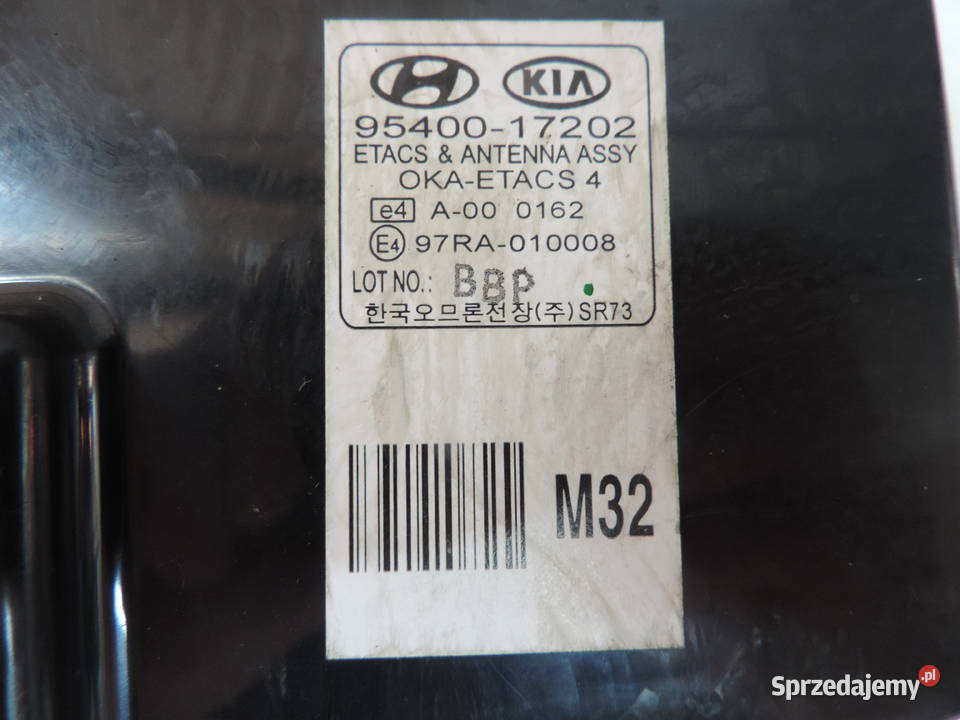 KIA
95400-17202
ETACS & ANTENNA ASSY
OKA-ETACS 4
e4 A-00 0162
E4 97RA-010008
LOT NO.: BBP
한국오므론전장(주)SR73
M32
Sprzedajemy.pl